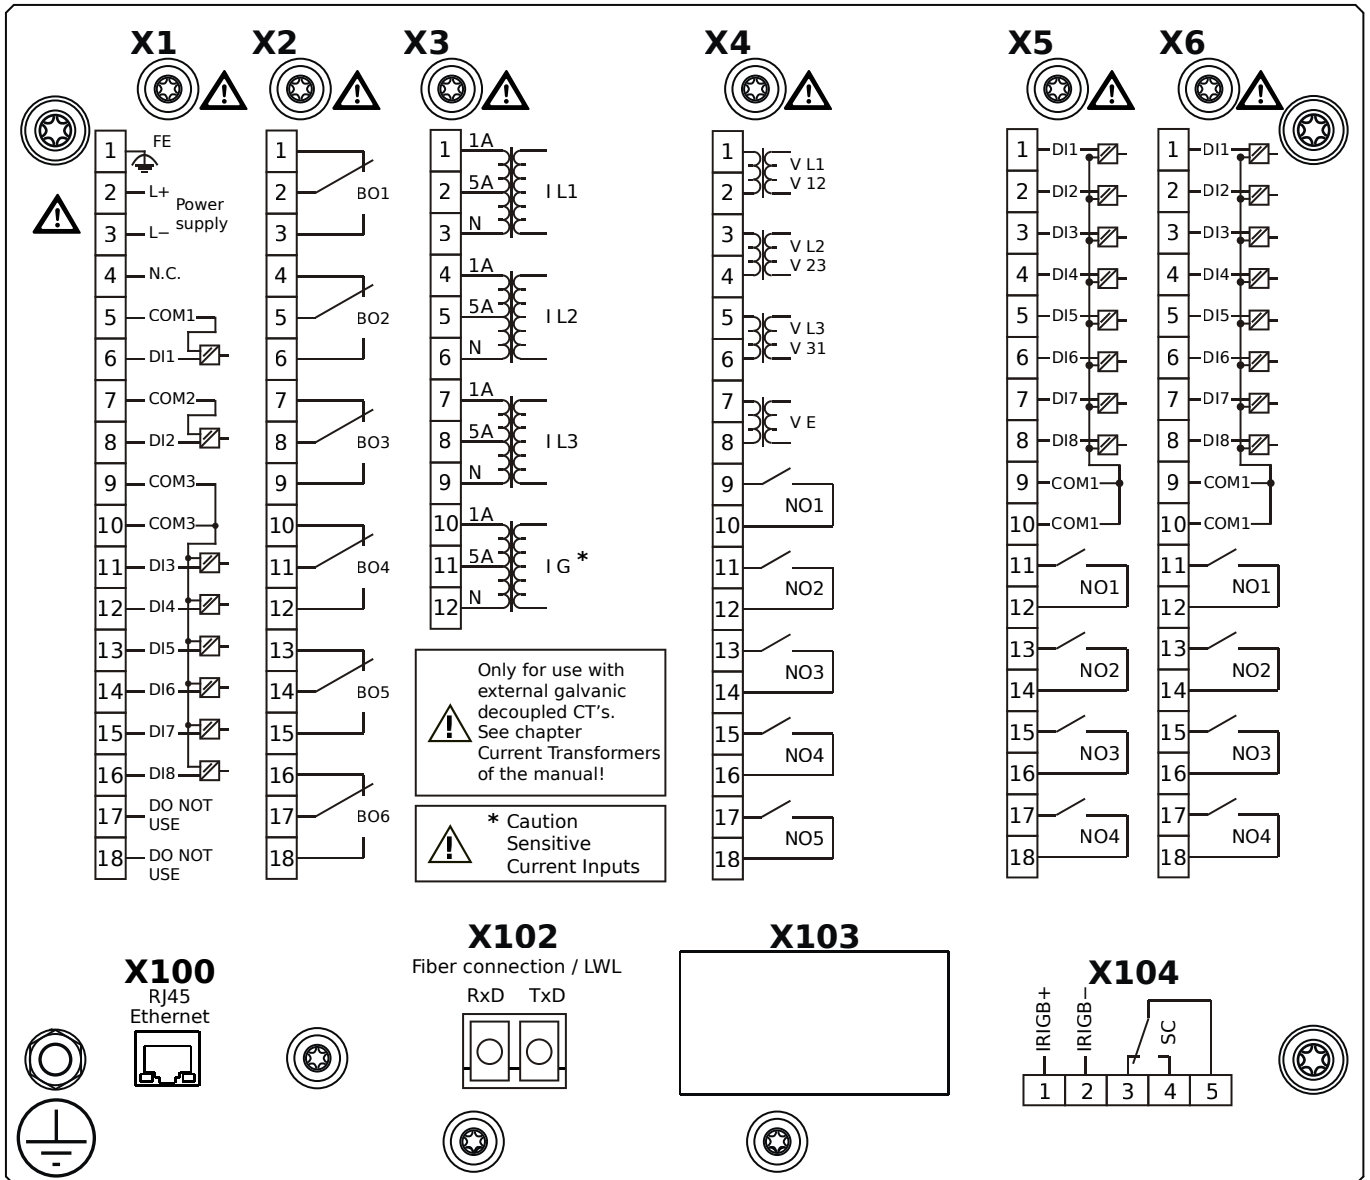 X1
X2
X3
X4
X5
X6
1
FE
2
L+
Power
supply
3
L−
4
N.C.
5
COM1
6
DI1
7
COM2
8
DI2
9
COM3
10
COM3
11
DI3
12
DI4
13
DI5
14
DI6
15
DI7
16
DI8
17
DO NOT
USE
18
DO NOT
USE
1
2
BO1
3
4
5
BO2
6
7
8
BO3
9
10
11
BO4
12
13
14
BO5
15
16
17
BO6
18
1
1A
2
5A
I L1
3
N
4
1A
5
5A
I L2
6
N
7
1A
8
5A
I L3
9
N
10
1A
11
5A
I G *
12
N
Only for use with
external galvanic
decoupled CT's.
See chapter
Current Transformers
of the manual!
* Caution
Sensitive
Current Inputs
1
V L1
V 12
2
3
V L2
V 23
4
5
V L3
V 31
6
7
V E
8
9
NO1
10
11
NO2
12
13
NO3
14
15
NO4
16
17
NO5
18
1
DI1
2
DI2
3
DI3
4
DI4
5
DI5
6
DI6
7
DI7
8
DI8
9
COM1
10
COM1
11
NO1
12
13
NO2
14
15
NO3
16
17
NO4
18
1
DI1
2
DI2
3
DI3
4
DI4
5
DI5
6
DI6
7
DI7
8
DI8
9
COM1
10
COM1
11
NO1
12
13
NO2
14
15
NO3
16
17
NO4
18
X100
RJ45
Ethernet
X102
Fiber connection / LWL
RxD TxD
X103
X104
IRIGB+
IRIGB−
SC
1 2 3 4 5